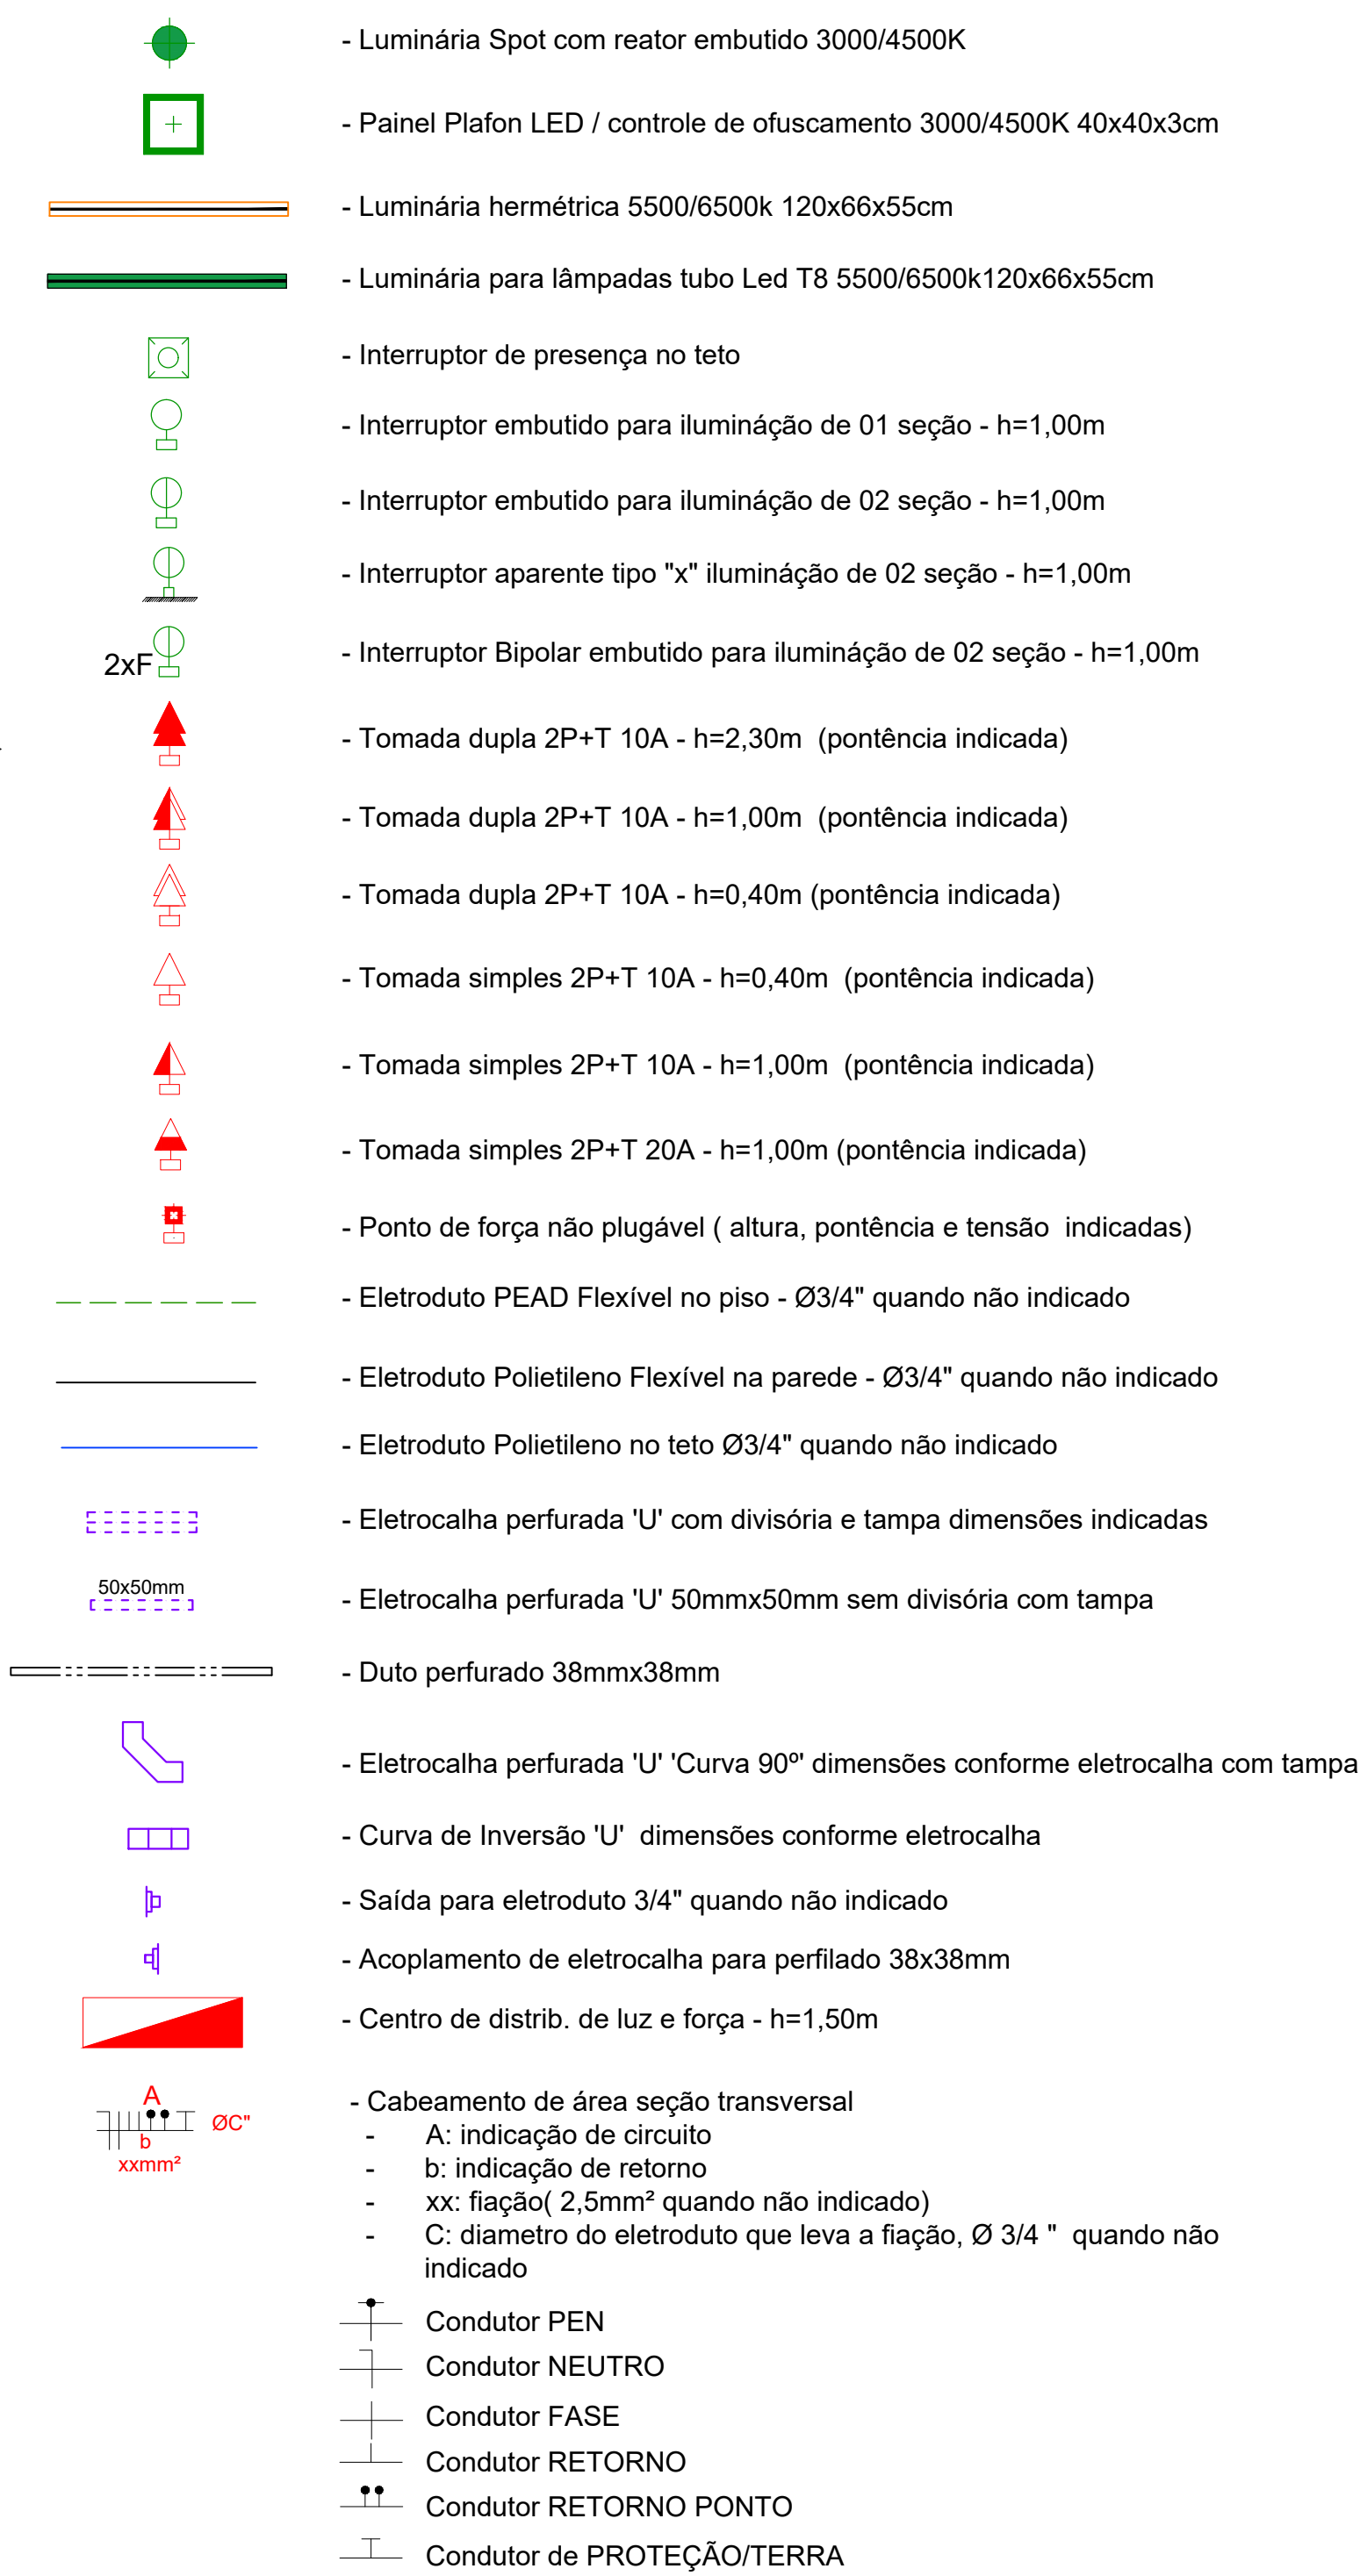 - Luminária Spot com reator embutido 3000/4500K
- Painel Plafon LED / controle de ofuscamento 3000/4500K 40x40x3cm
- Luminária hermétrica 5500/6500k 120x66x55cm
- Luminária para lâmpadas tubo Led T8 5500/6500k120x66x55cm
- Interruptor de presença no teto
- Interruptor embutido para ilumináção de 01 seção - h=1,00m
- Interruptor embutido para ilumináção de 02 seção - h=1,00m
- Interruptor aparente tipo "x" ilumináção de 02 seção - h=1,00m
2xF - Interruptor Bipolar embutido para ilumináção de 02 seção - h=1,00m
- Tomada dupla 2P+T 10A - h=2,30m (pontência indicada)
- Tomada dupla 2P+T 10A - h=1,00m (pontência indicada)
- Tomada dupla 2P+T 10A - h=0,40m (pontência indicada)
- Tomada simples 2P+T 10A - h=0,40m (pontência indicada)
- Tomada simples 2P+T 10A - h=1,00m (pontência indicada)
- Tomada simples 2P+T 20A - h=1,00m (pontência indicada)
- Ponto de força não plugável ( altura, pontência e tensão indicadas)
- Eletroduto PEAD Flexível no piso - Ø3/4" quando não indicado
- Eletroduto Polietileno Flexível na parede - Ø3/4" quando não indicado
- Eletroduto Polietileno no teto Ø3/4" quando não indicado
- Eletrocalha perfurada 'U' com divisória e tampa dimensões indicadas
50x50mm
- Eletrocalha perfurada 'U' 50mmx50mm sem divisória com tampa
- Duto perfurado 38mmx38mm
- Eletrocalha perfurada 'U' 'Curva 90º' dimensões conforme eletrocalha com tampa
- Curva de Inversão 'U' dimensões conforme eletrocalha
- Saída para eletroduto 3/4" quando não indicado
- Acoplamento de eletrocalha para perfilado 38x38mm
- Centro de distrib. de luz e força - h=1,50m
A
ØC"
b
xxmm²
- Cabeamento de área seção transversal
- A: indicação de circuito
- b: indicação de retorno
- xx: fiação( 2,5mm² quando não indicado)
- C: diametro do eletroduto que leva a fiação, Ø 3/4 " quando não
indicado
Condutor PEN
Condutor NEUTRO
Condutor FASE
Condutor RETORNO
Condutor RETORNO PONTO
Condutor de PROTEÇÃO/TERRA